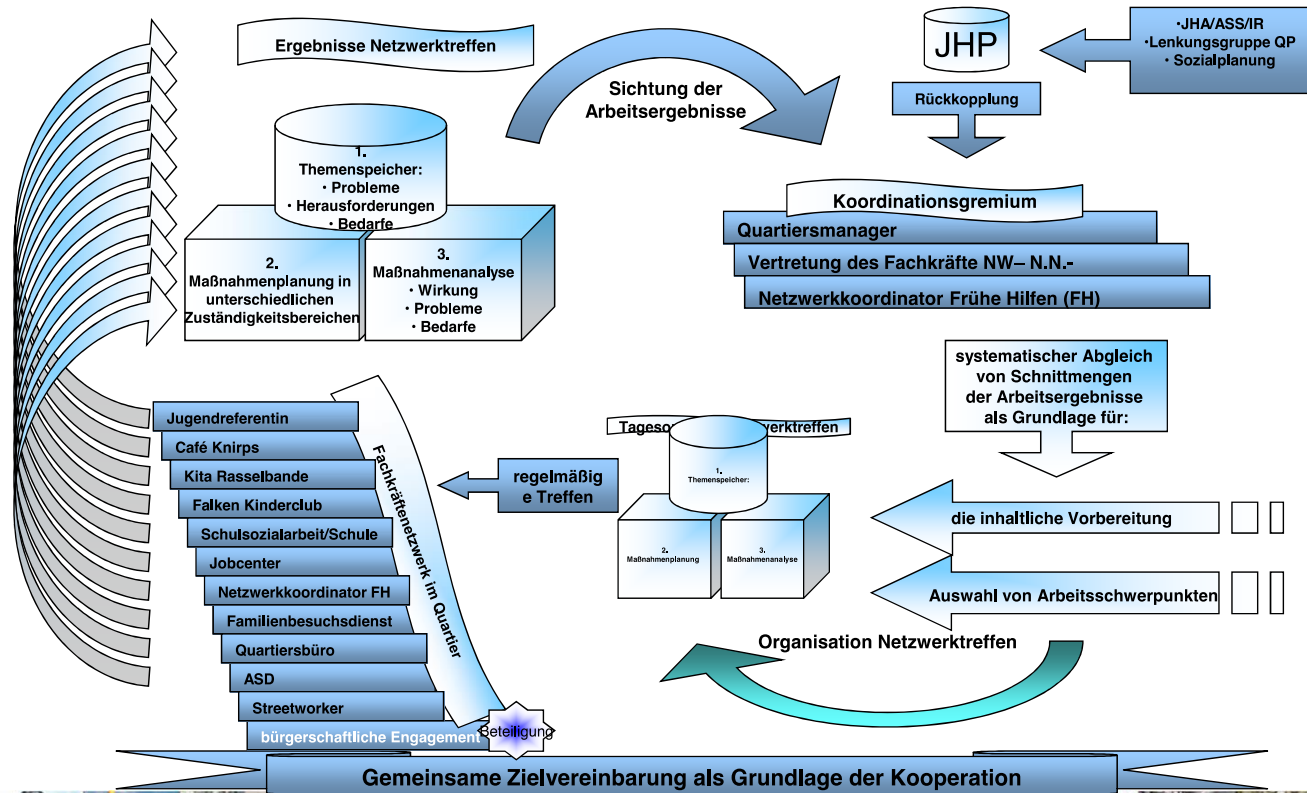 Ergebnisse Netzwerktreffen
Sichtung der
Arbeitsergebnisse
JHP
•JHA/ASS/IR
•Lenkungsgruppe QP
• Sozialplanung
Rückkopplung
1.
Themenspeicher:
• Probleme
• Herausforderungen
• Bedarfe
2.
Maßnahmenplanung in
unterschiedlichen
Zuständigkeitsbereichen
3.
Maßnahmenanalyse
• Wirkung
• Probleme
• Bedarfe
Koordinationsgremium
Quartiersmanager
Vertretung des Fachkräfte NW– N.N.-
Netzwerkkoordinator Frühe Hilfen (FH)
systematischer Abgleich
von Schnittmengen
der Arbeitsergebnisse
als Grundlage für:
Jugendreferentin
Café Knirps
Kita Rasselbande
Falken Kinderclub
Schulsozialarbeit/Schule
Jobcenter
Netzwerkkoordinator FH
Familienbesuchsdienst
Quartiersbüro
ASD
Streetworker
bürgerschaftliche Engagement
Fachkräftenetzwerk im Quartier
Beteiligung
regelmäßig
e Treffen
1.
Themenspeicher:
2.
Maßnahmenplanung
3.
Maßnahmenanalyse
die inhaltliche Vorbereitung
Auswahl von Arbeitsschwerpunkten
Organisation Netzwerktreffen
Gemeinsame Zielvereinbarung als Grundlage der Kooperation